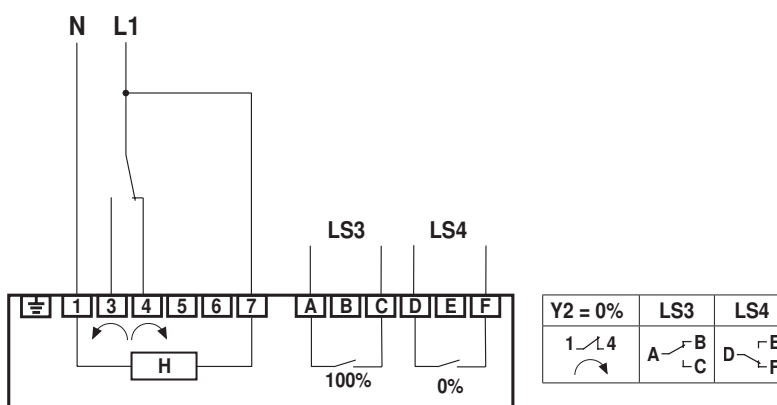 N L1
LS3 LS4
1 3 4 5 6 7 A B C D E F
H
100% 0%
Y2 = 0% LS3 LS4
1 4 A B C D E F